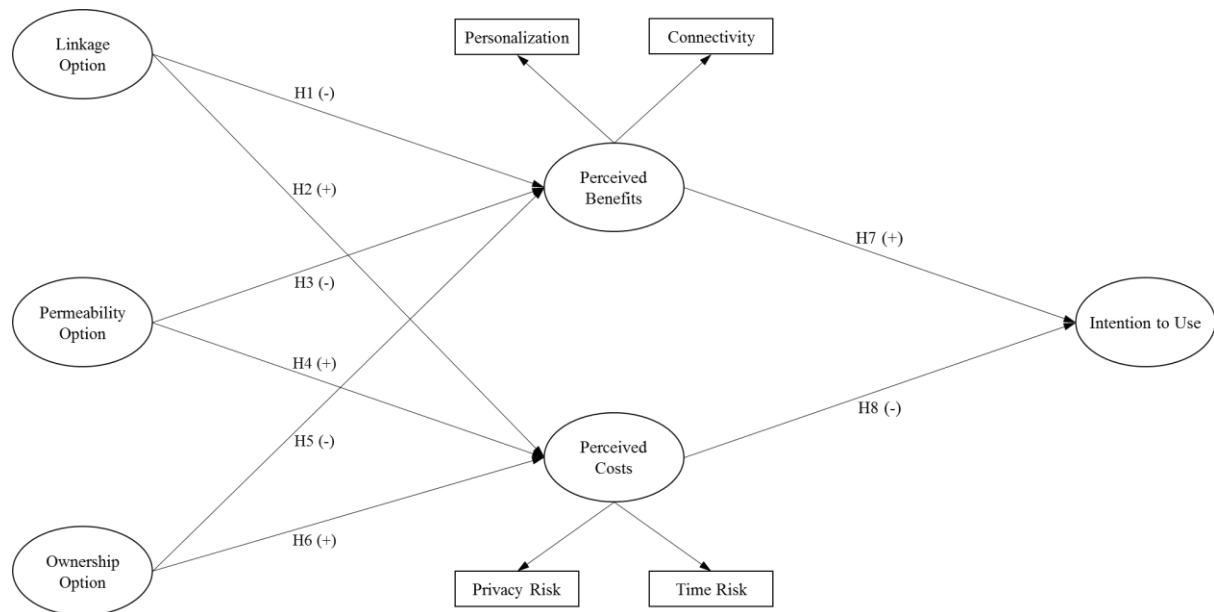 Linkage
Option
Personalization
Connectivity
H1 (-)
H2 (+)
Perceived
Benefits
H7 (+)
Permeability
Option
H3 (-)
H4 (+)
Intention to Use
H5 (-)
Perceived
Costs
H8 (-)
H6 (+)
Ownership
Option
Privacy Risk
Time Risk